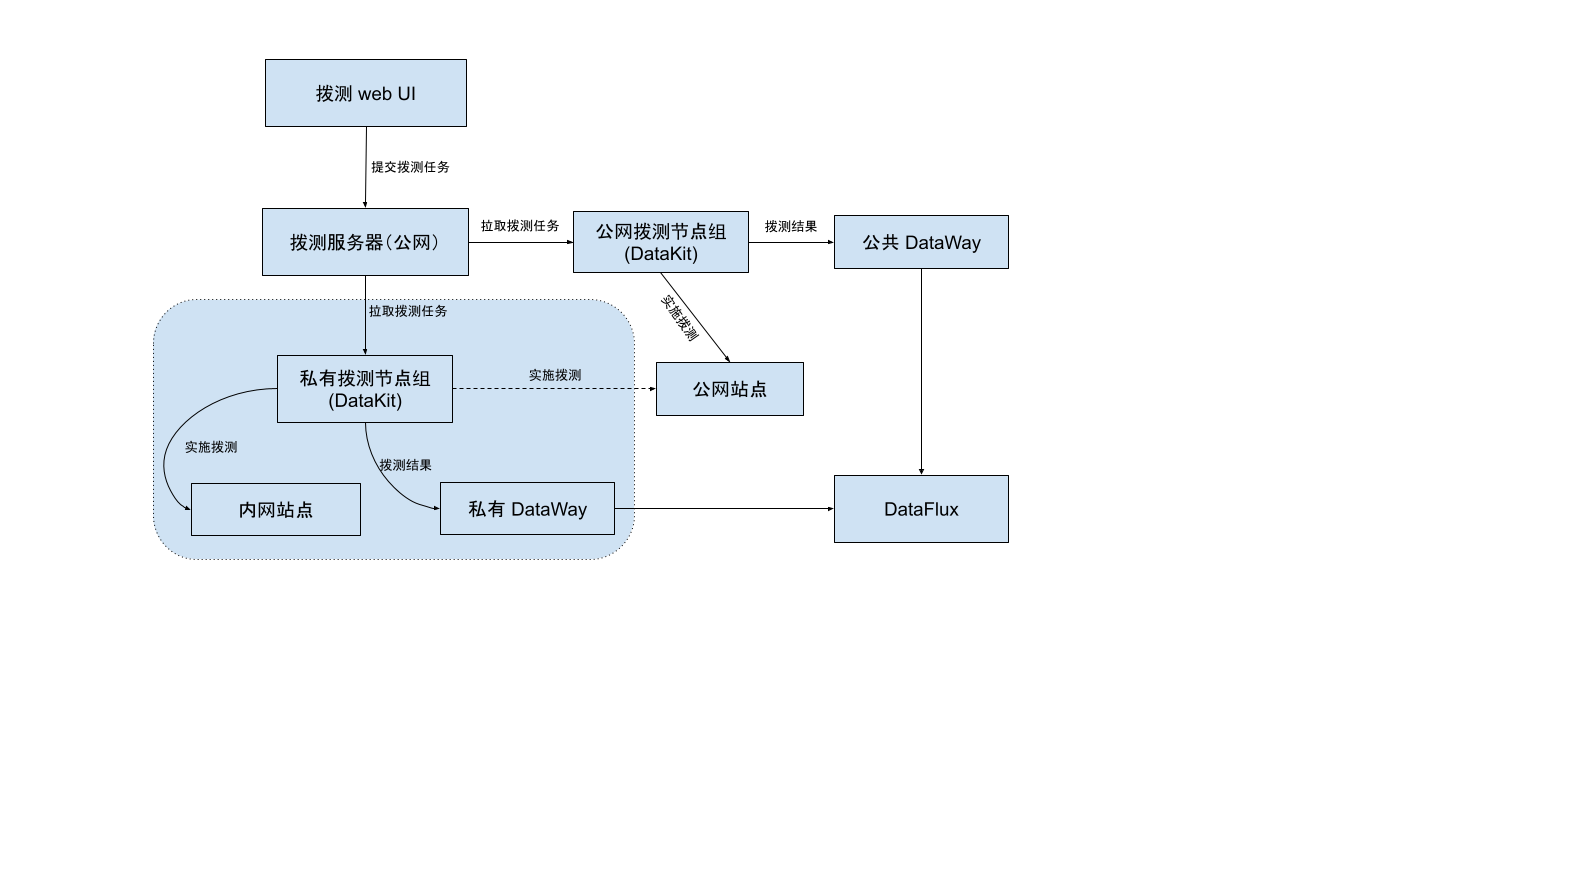 拨测 web UI
提交拨测任务
拨测服务器（公网）
拉取拨测任务
公网拨测节点组
(DataKit)
拨测结果
公共 DataWay
拉取拨测任务
实施拨测
私有拨测节点组
(DataKit)
实施拨测
公网站点
实施拨测
拨测结果
内网站点
私有 DataWay
DataFlux